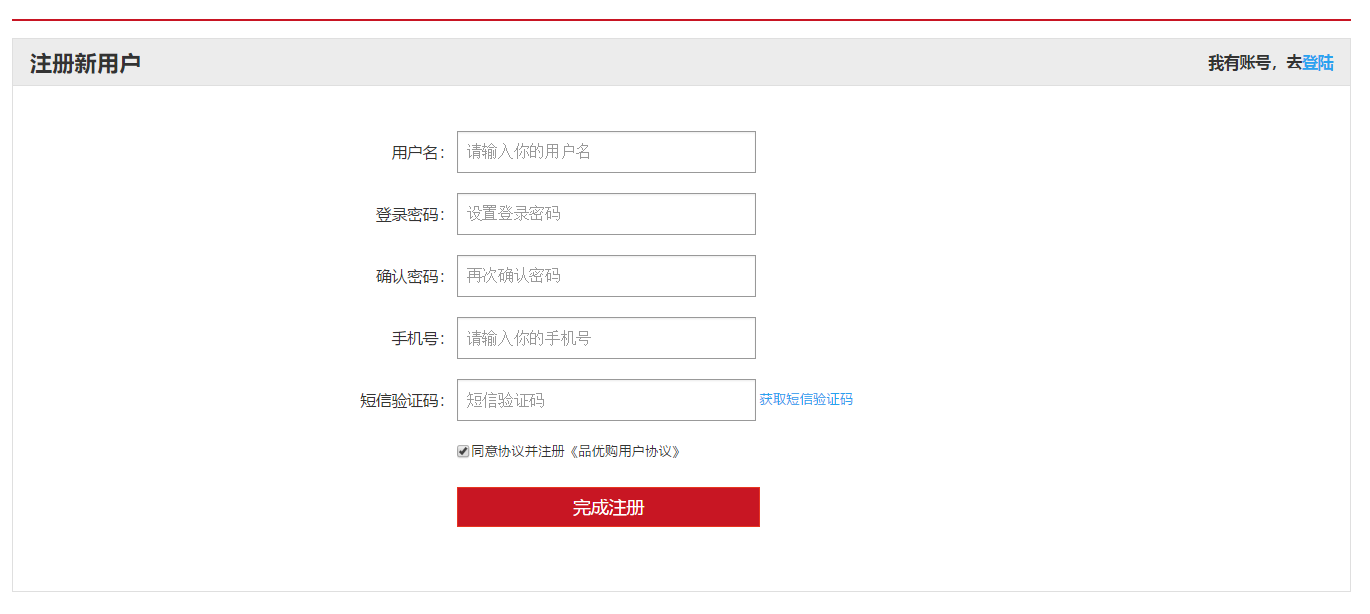 注册新用户 我有账号，去登陆
用户名： 请输入你的用户名
登录密码： 设置登录密码
确认密码： 再次确认密码
手机号： 请输入你的手机号
短信验证码： 短信验证码 获取短信验证码
同意协议并注册《品优购用户协议》
完成注册